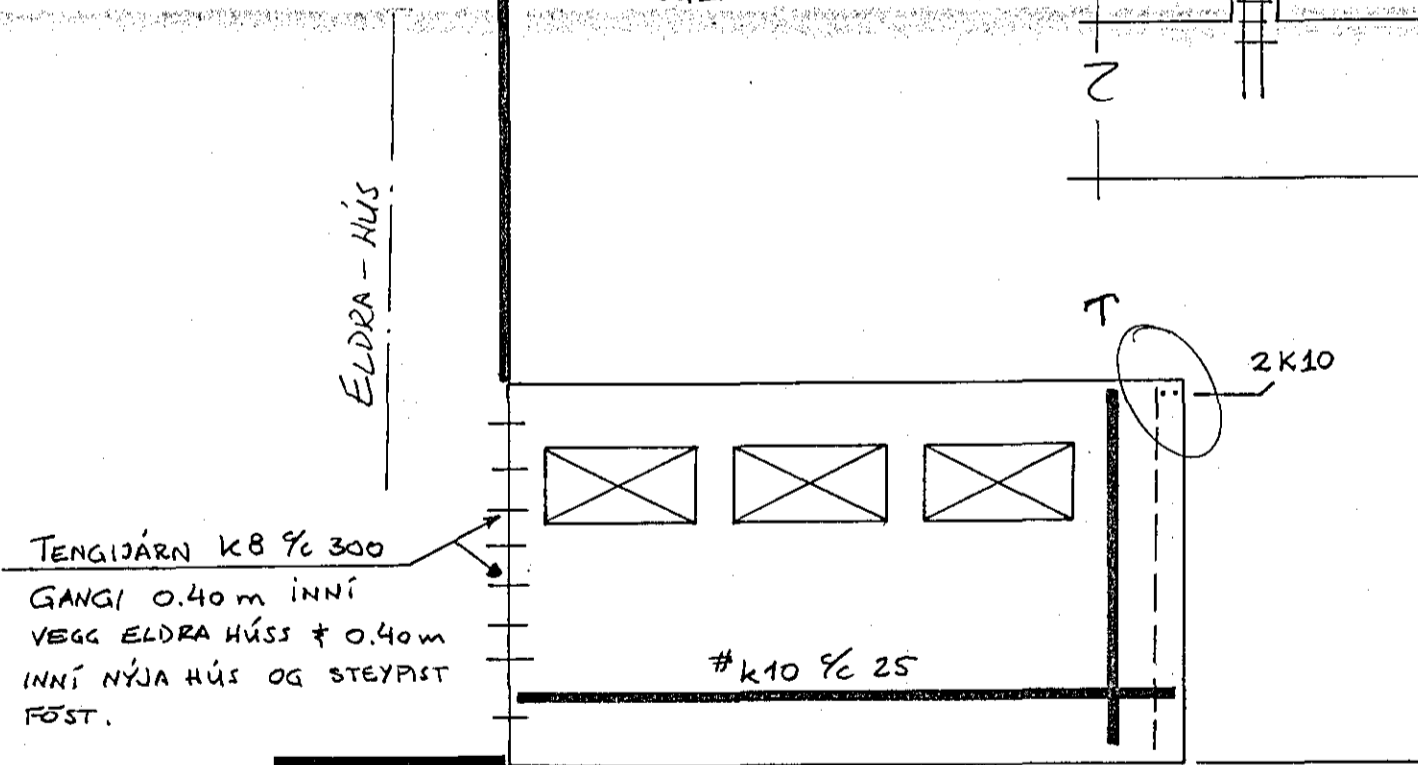 ELDRA - HÚS
2
T
2K10
TENGIJÁRN K8 c/c 300
GANGI 0.40 m INNÍ
VEGG ELDRA HÚSS + 0.40 m
INNÍ NÝJA HÚS OG STEYPIST
FÖST.
# K10 c/c 25